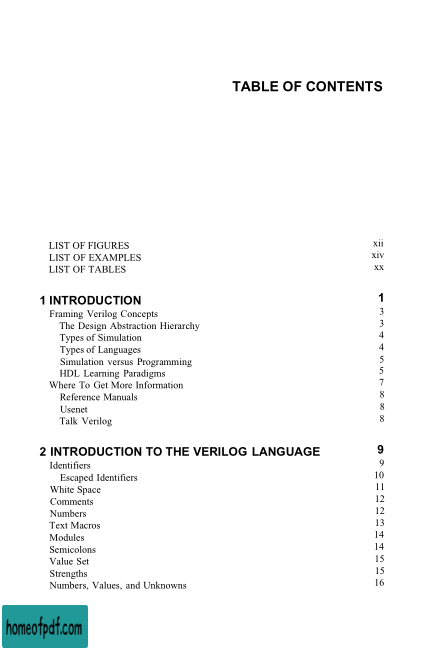 TABLE OF CONTENTS
LIST OF FIGURES xii
LIST OF EXAMPLES xiv
LIST OF TABLES xx
1 INTRODUCTION 1
Framing Verilog Concepts 3
The Design Abstraction Hierarchy 3
Types of Simulation 4
Types of Languages 4
Simulation versus Programming 5
HDL Learning Paradigms 5
Where To Get More Information 7
Reference Manuals 8
Usenet 8
Talk Verilog 8
2 INTRODUCTION TO THE VERILOG LANGUAGE 9
Identifiers 9
Escaped Identifiers 10
White Space 11
Comments 12
Numbers 12
Text Macros 13
Modules 14
Semicolons 14
Value Set 15
Strengths 15
Numbers, Values, and Unknowns 16
homeofpdf.com